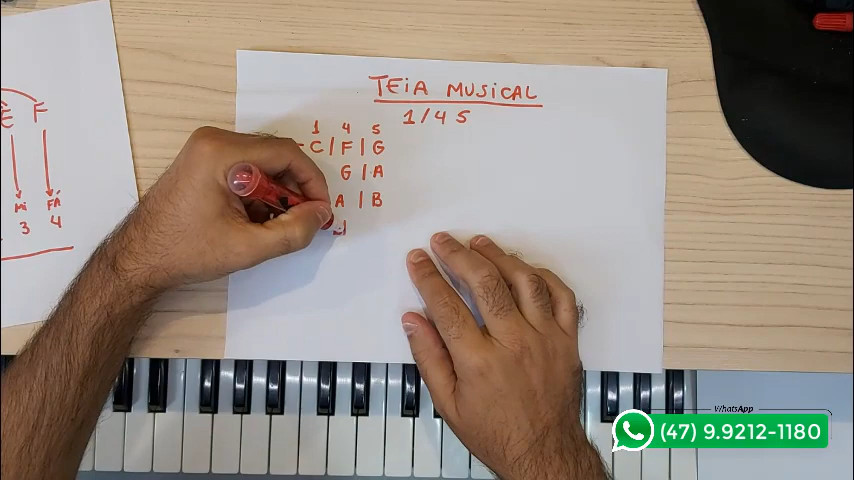 TEiA MUSiCAL
1 / 4 5
1 4 5
- C | F | G
G | A
A | B
E F
Mi FÁ
3 4
WhatsApp
(47) 9.9212-1180